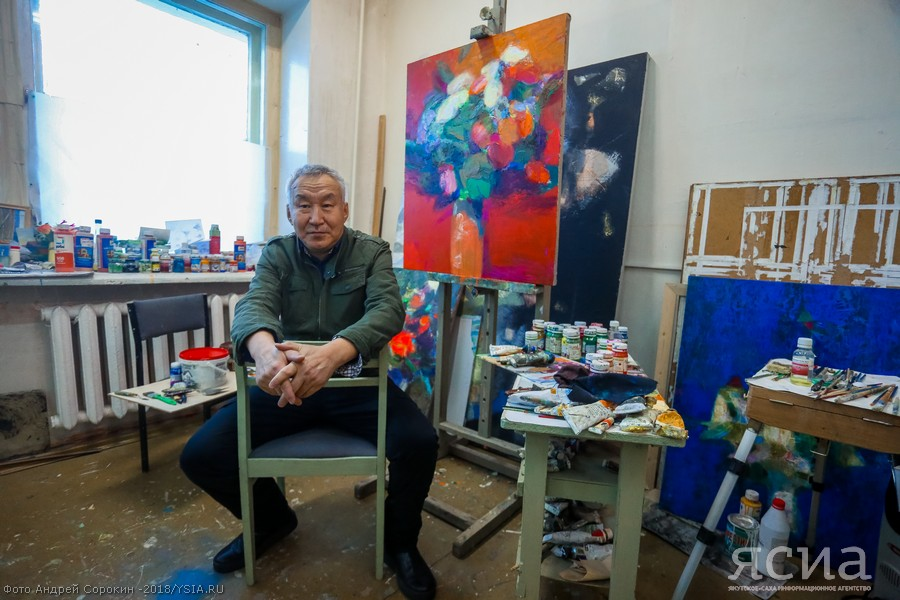 ЯСИА
ЯКУТСКОЕ-САХА ИНФОРМАЦИОННОЕ АГЕНТСТВО
Фото Андрей Сорокин -2018/YSIA.RU